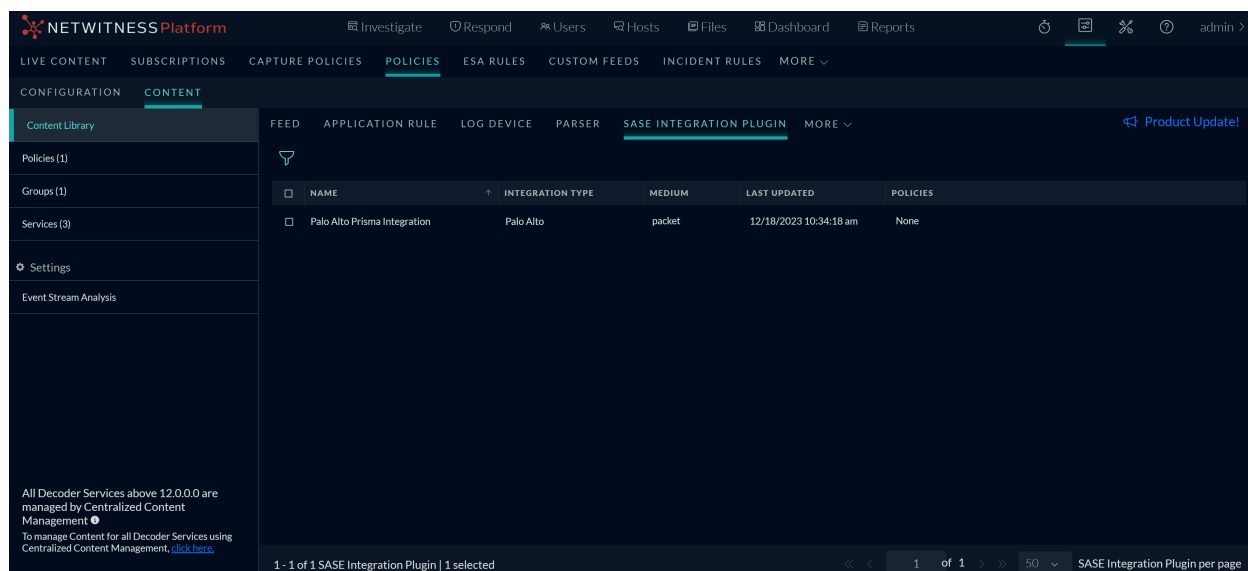 NETWITNESS Platform
Investigate Respond Users Hosts Files Dashboard Reports admin >
LIVE CONTENT SUBSCRIPTIONS CAPTURE POLICIES POLICIES ESA RULES CUSTOM FEEDS INCIDENT RULES MORE
CONFIGURATION CONTENT
Content Library
Policies (1)
Groups (1)
Services (3)
Settings
Event Stream Analysis
All Decoder Services above 12.0.0.0 are
managed by Centralized Content
Management
To manage Content for all Decoder Services using
Centralized Content Management, click here.
FEED APPLICATION RULE LOG DEVICE PARSER SASE INTEGRATION PLUGIN MORE
Product Update!
NAME INTEGRATION TYPE MEDIUM LAST UPDATED POLICIES
Palo Alto Prisma Integration Palo Alto packet 12/18/2023 10:34:18 am None
1 - 1 of 1 SASE Integration Plugin | 1 selected
<< < 1 of 1 > >> 50 SASE Integration Plugin per page